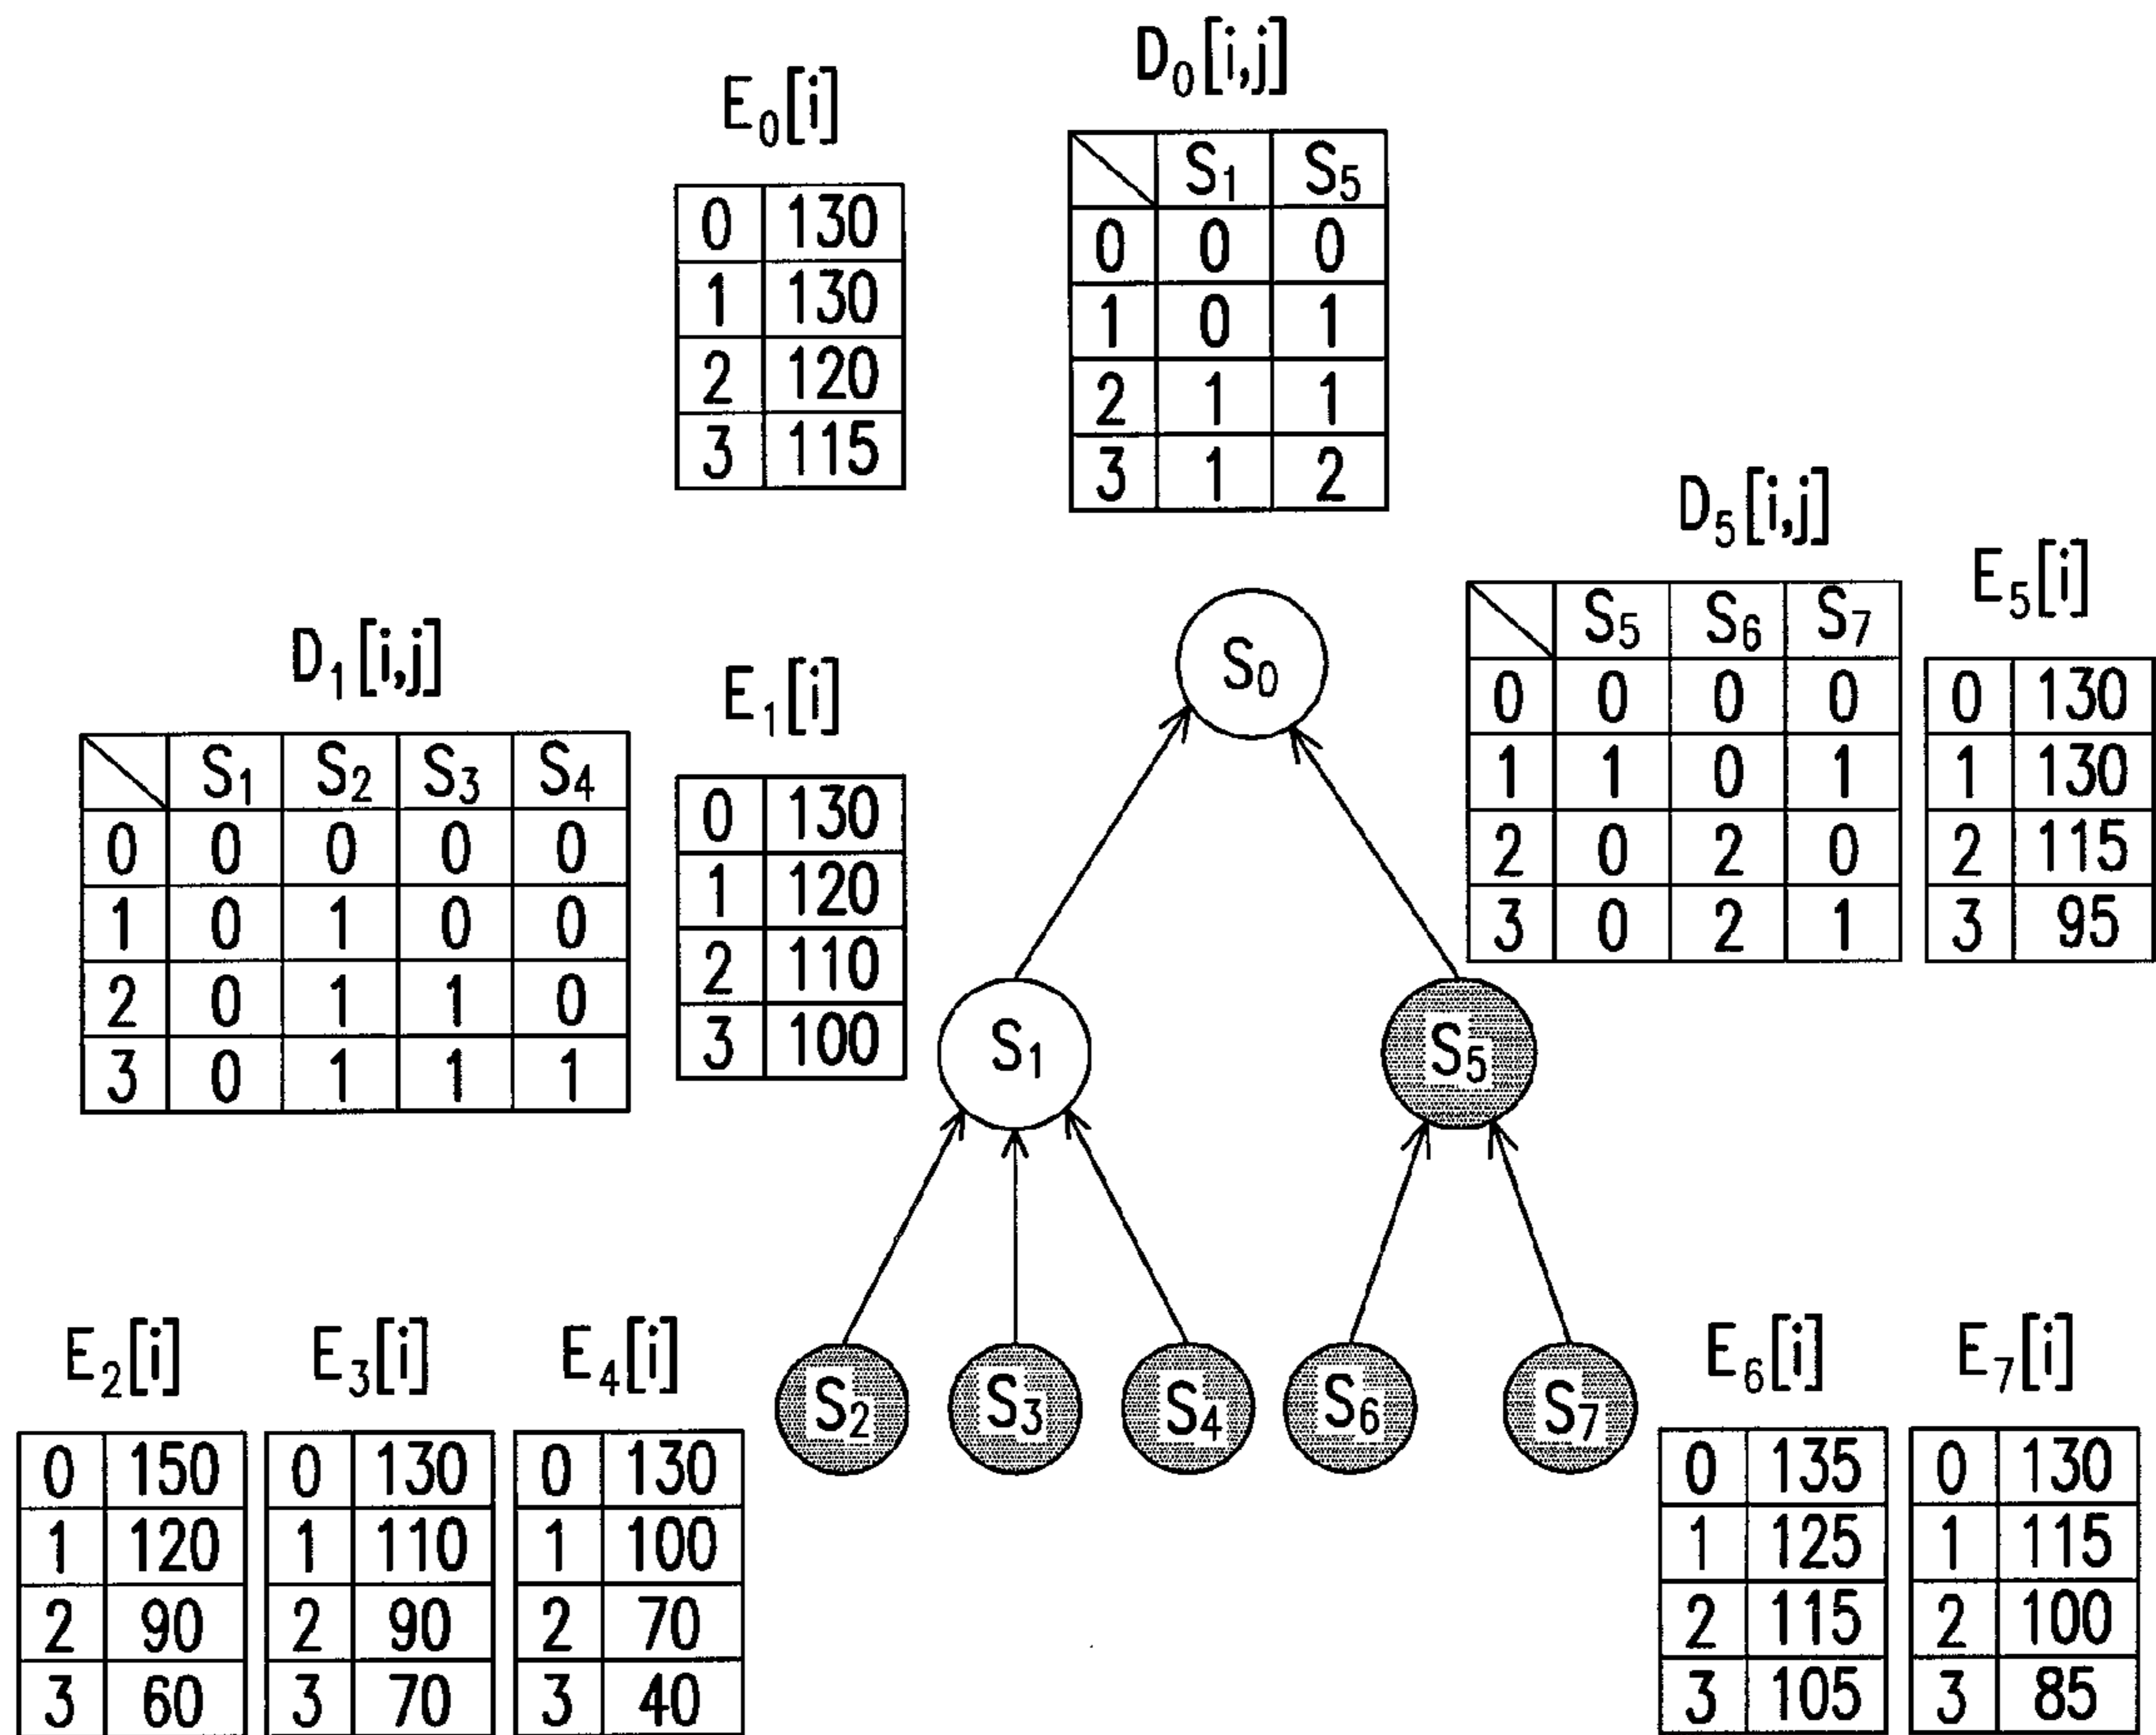 D0[i,j]
E0[i]
S1 S5
0 0 0
1 0 1
2 1 1
3 1 2
0 130
1 130
2 120
3 115
D5[i,j]
E5[i]
S5 S6 S7
0 0 0 0
1 1 0 1
2 0 2 0
3 0 2 1
0 130
1 130
2 115
3 95
D1[i,j]
E1[i]
S1 S2 S3 S4
0 0 0 0 0
1 0 1 0 0
2 0 1 1 0
3 0 1 1 1
0 130
1 120
2 110
3 100
S0
S1
S5
S2 S3 S4 S6 S7
E2[i] E3[i] E4[i]
0 150 0 130 0 130
1 120 1 110 1 100
2 90 2 90 2 70
3 60 3 70 3 40
E6[i] E7[i]
0 135 0 130
1 125 1 115
2 115 2 100
3 105 3 85